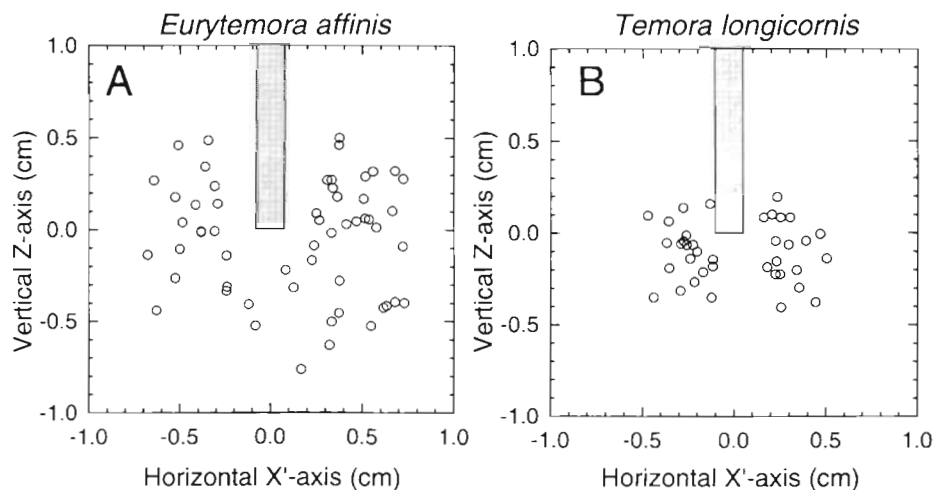 Eurytemora affinis
A
1.0
0.5
0.0
-0.5
-1.0
Vertical Z-axis (cm)
-1.0 -0.5 0.0 0.5 1.0
Horizontal X'-axis (cm)
Temora longicornis
B
1.0
0.5
0.0
-0.5
-1.0
Vertical Z-axis (cm)
-1.0 -0.5 0.0 0.5 1.0
Horizontal X'-axis (cm)